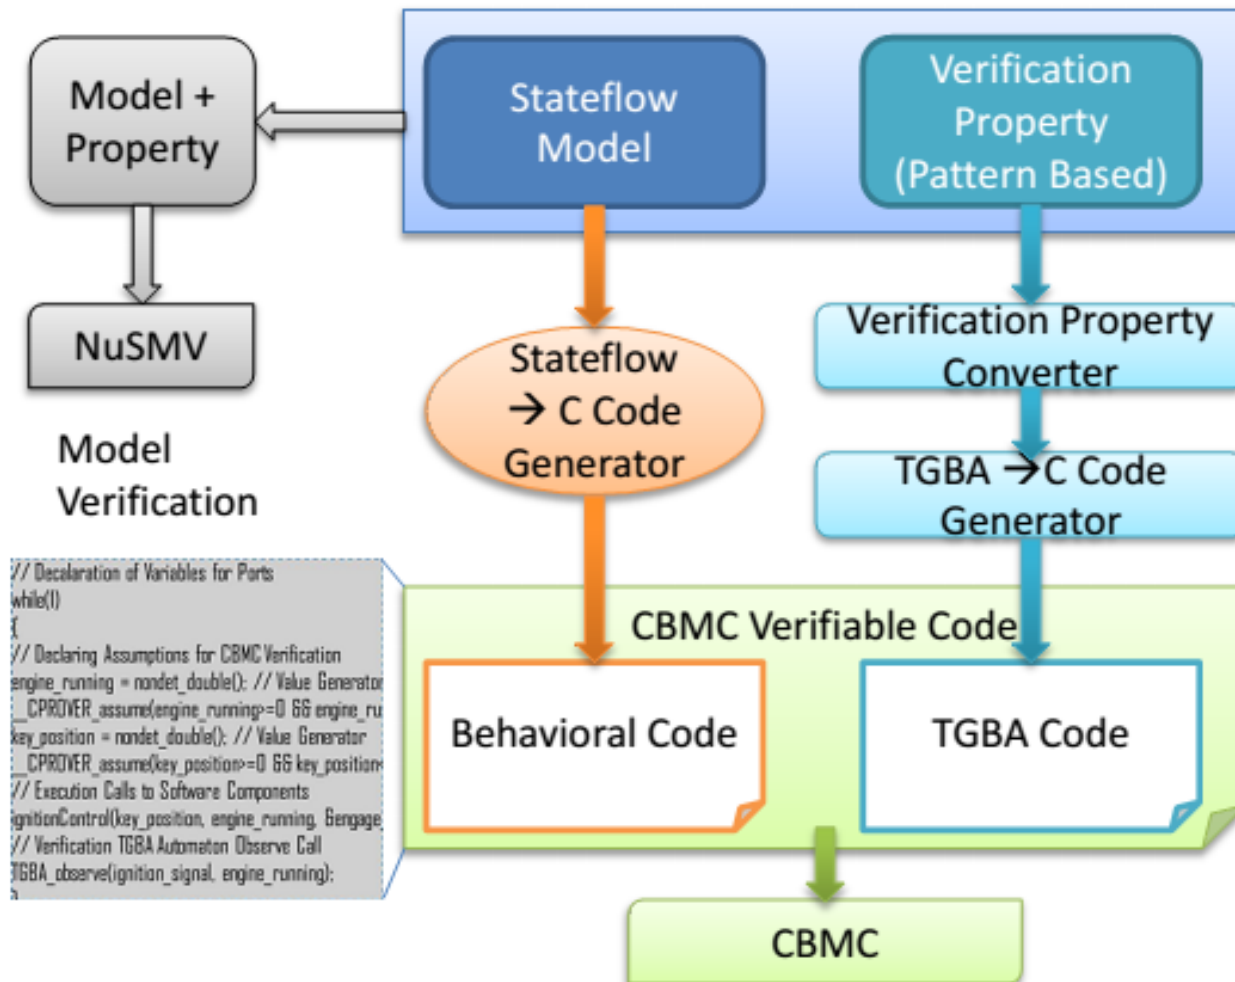 Model +
Property
Stateflow
Model
Verification
Property
(Pattern Based)
NuSMV
Stateflow
→ C Code
Generator
Verification Property
Converter
TGBA →C Code
Generator
Model
Verification
// Decalaration of Variables for Ports
while(1)
{
// Declaring Assumptions for CBMC Verification
engine_running = nondet_double(); // Value Generator
__CPROVER_assume(engine_running>=0 && engine_ru
key_position = nondet_double(); // Value Generator
__CPROVER_assume(key_position>=0 && key_position<
// Execution Calls to Software Components
ignitionControl(key_position, engine_running, &engage_
// Verification TGBA Automaton Observe Call
TGBA_observe(ignition_signal, engine_running);
}
CBMC Verifiable Code
Behavioral Code
TGBA Code
CBMC